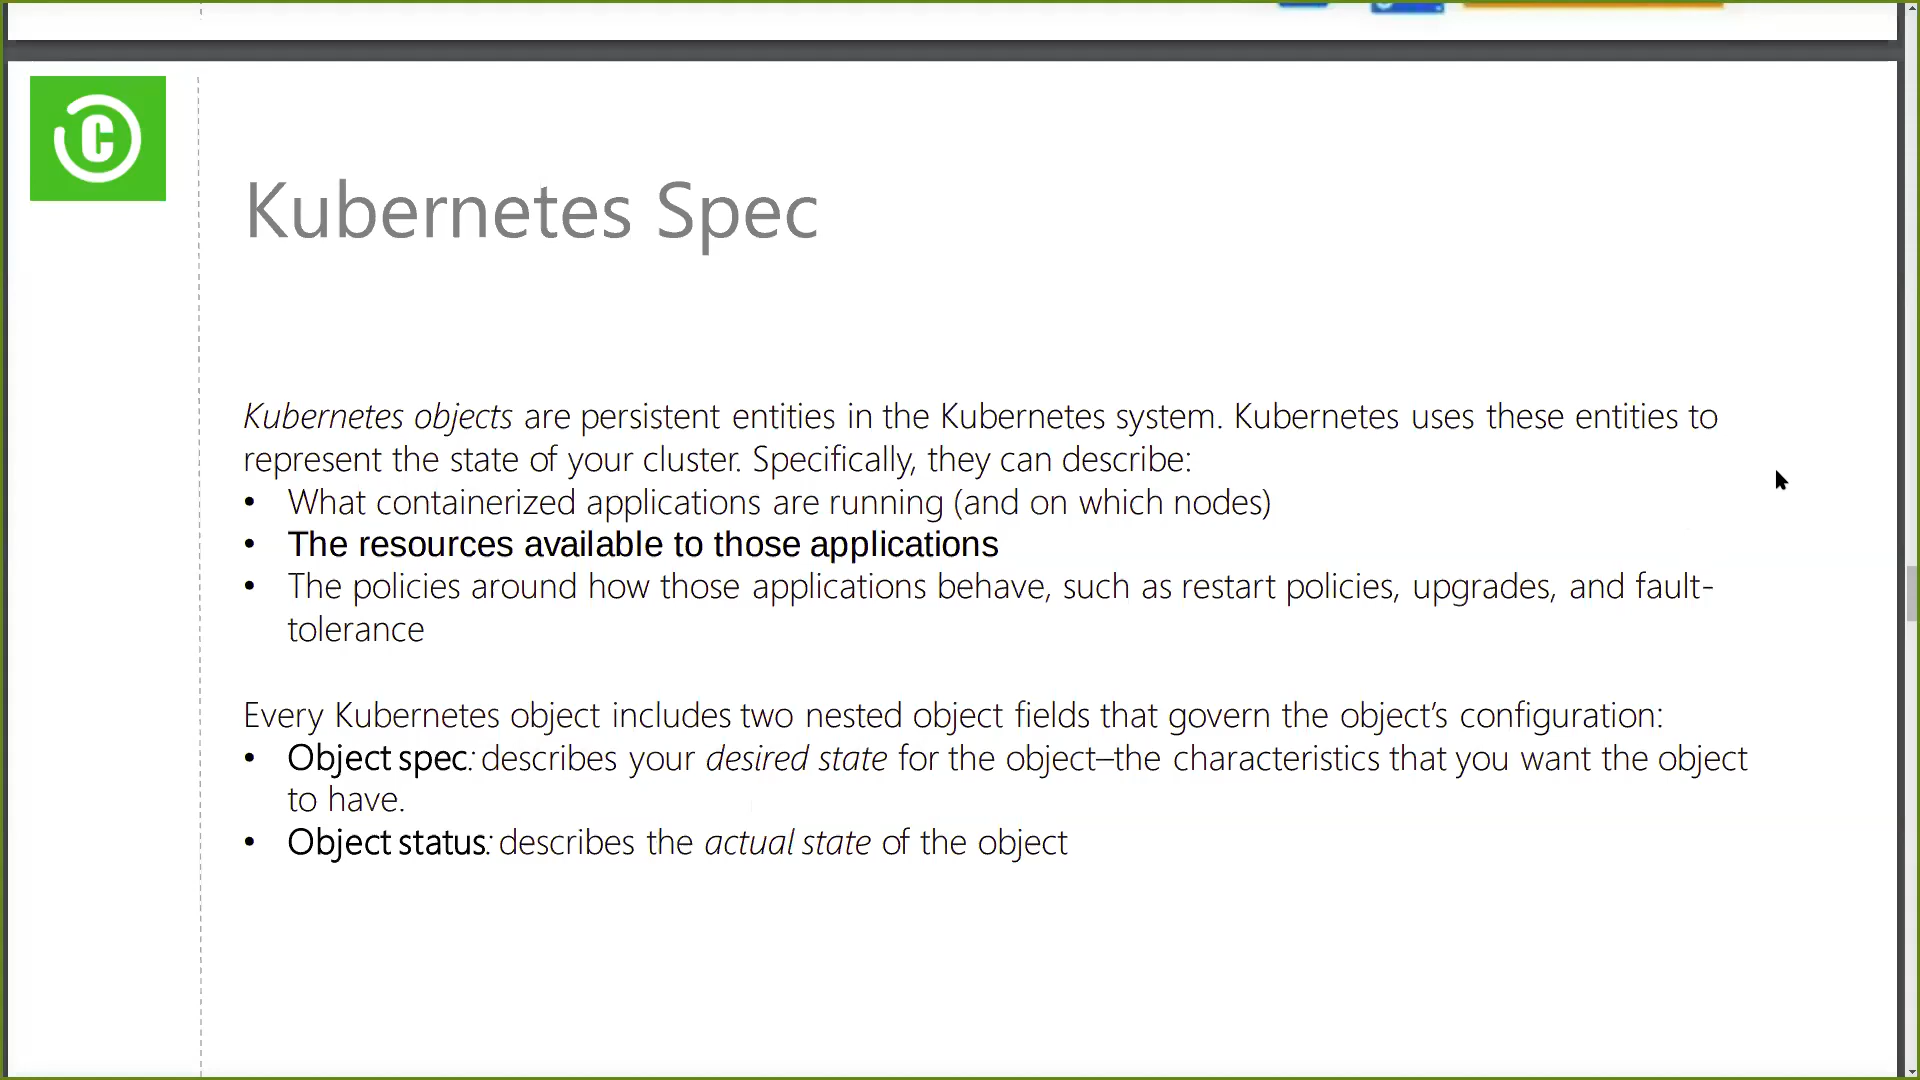 C
Kubernetes Spec
Kubernetes objects are persistent entities in the Kubernetes system. Kubernetes uses these entities to
represent the state of your cluster. Specifically, they can describe:
• What containerized applications are running (and on which nodes)
• The resources available to those applications
• The policies around how those applications behave, such as restart policies, upgrades, and fault-
tolerance
Every Kubernetes object includes two nested object fields that govern the object’s configuration:
• Object spec: describes your desired state for the object–the characteristics that you want the object
to have.
• Object status: describes the actual state of the object